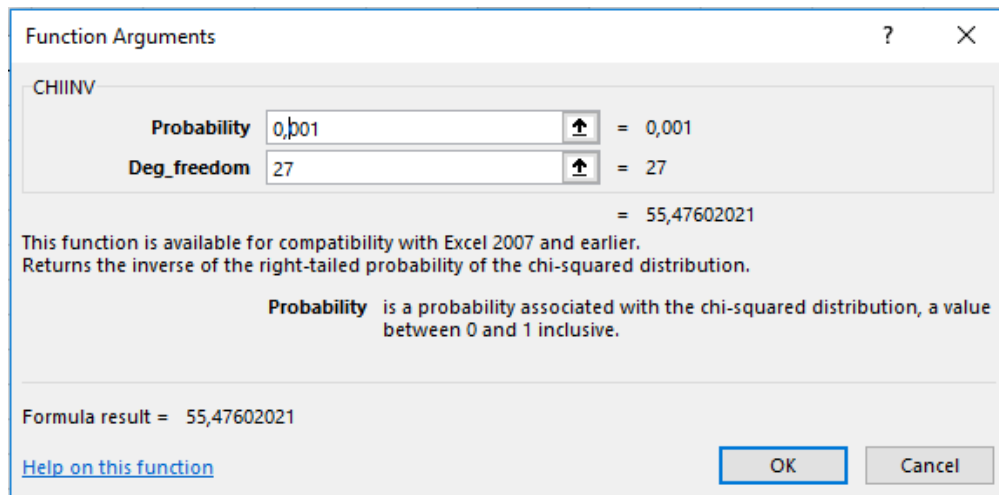 Function Arguments ? ×
CHIINV
Probability 0,001 = 0,001
Deg_freedom 27 = 27
= 55,47602021
This function is available for compatibility with Excel 2007 and earlier.
Returns the inverse of the right-tailed probability of the chi-squared distribution.
Probability is a probability associated with the chi-squared distribution, a value
between 0 and 1 inclusive.
Formula result = 55,47602021
Help on this function OK Cancel